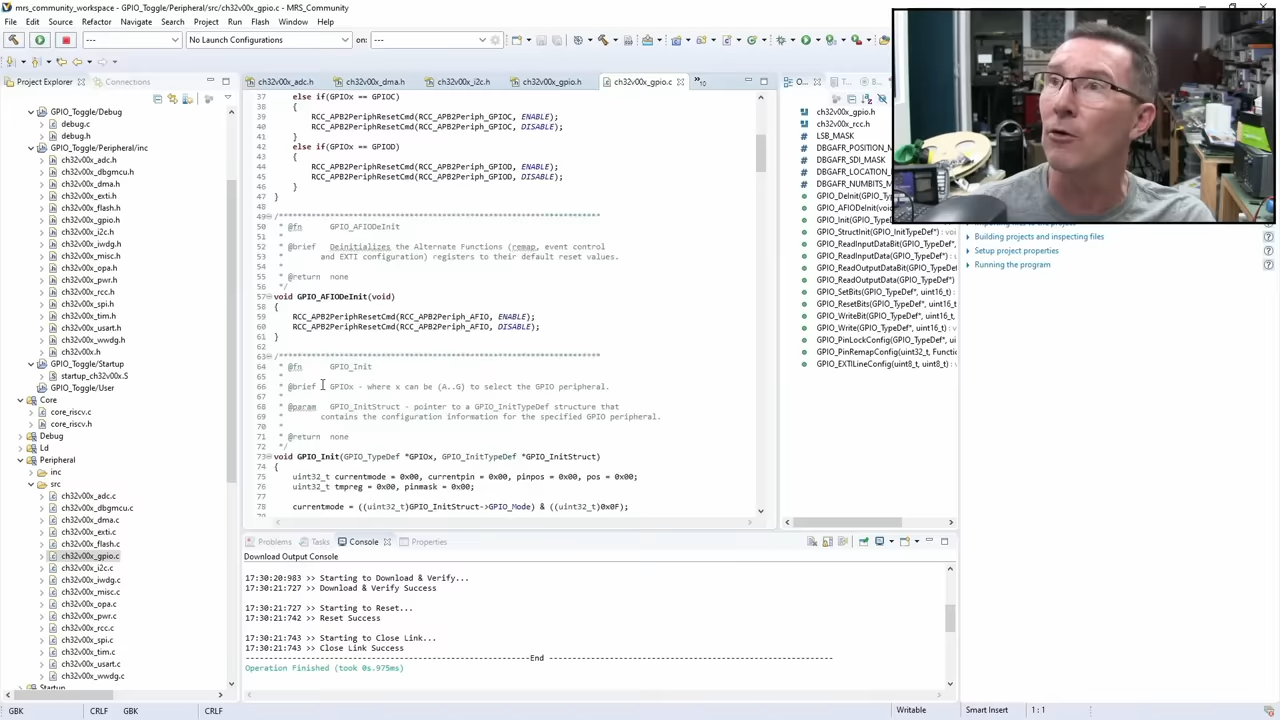 mrs_community_workspace - GPIO_Toggle/Peripheral/src/ch32v00x_gpio.c - MRS_Community
File Edit Source Refactor Navigate Search Project Run Flash Window Help
--- No Launch Configurations on: ---
Project Explorer Connections
GPIO_Toggle/Debug
debug.c
debug.h
GPIO_Toggle/Peripheral/inc
ch32v00x_adc.h
ch32v00x_dbgmcu.h
ch32v00x_dma.h
ch32v00x_exti.h
ch32v00x_flash.h
ch32v00x_gpio.h
ch32v00x_i2c.h
ch32v00x_iwdg.h
ch32v00x_misc.h
ch32v00x_opa.h
ch32v00x_pwr.h
ch32v00x_rcc.h
ch32v00x_spi.h
ch32v00x_tim.h
ch32v00x_usart.h
ch32v00x_wwdg.h
ch32v00x.h
GPIO_Toggle/Startup
startup_ch32v00x.S
GPIO_Toggle/User
Core
core_riscv.c
core_riscv.h
Debug
Ld
Peripheral
inc
src
ch32v00x_adc.c
ch32v00x_dbgmcu.c
ch32v00x_dma.c
ch32v00x_exti.c
ch32v00x_flash.c
ch32v00x_gpio.c
ch32v00x_i2c.c
ch32v00x_iwdg.c
ch32v00x_misc.c
ch32v00x_opa.c
ch32v00x_pwr.c
ch32v00x_rcc.c
ch32v00x_spi.c
ch32v00x_tim.c
ch32v00x_usart.c
ch32v00x_wwdg.c
Startup
ch32v00x_adc.h ch32v00x_dma.h ch32v00x_i2c.h ch32v00x_gpio.h ch32v00x_gpio.c 10
37 else if(GPIOx == GPIOC)
38 {
39 RCC_APB2PeriphResetCmd(RCC_APB2Periph_GPIOC, ENABLE);
40 RCC_APB2PeriphResetCmd(RCC_APB2Periph_GPIOC, DISABLE);
41 }
42 else if(GPIOx == GPIOD)
43 {
44 RCC_APB2PeriphResetCmd(RCC_APB2Periph_GPIOD, ENABLE);
45 RCC_APB2PeriphResetCmd(RCC_APB2Periph_GPIOD, DISABLE);
46 }
47 }
48
49 /*********************************************************************
50 * @fn GPIO_AFIODeInit
51 *
52 * @brief Initializes the Alternate Functions (remap, event control
53 * and EXTI configuration) registers to their default reset values.
54 *
55 * @return none
56 */
57 void GPIO_AFIODeInit(void)
58 {
59 RCC_APB2PeriphResetCmd(RCC_APB2Periph_AFIO, ENABLE);
60 RCC_APB2PeriphResetCmd(RCC_APB2Periph_AFIO, DISABLE);
61 }
62
63 /*********************************************************************
64 * @fn GPIO_Init
65 *
66 * @brief GPIOx - where x can be (A..G) to select the GPIO peripheral.
67 *
68 * @param GPIO_InitStruct - pointer to a GPIO_InitTypeDef structure that
69 * contains the configuration information for the specified GPIO peripheral.
70 *
71 * @return none
72 */
73 void GPIO_Init(GPIO_TypeDef *GPIOx, GPIO_InitTypeDef *GPIO_InitStruct)
74 {
75 uint32_t currentmode = 0x00, currentpin = 0x00, pinpos = 0x00, pos = 0x00;
76 uint32_t tmpreg = 0x00, pinmask = 0x00;
77
78 currentmode = ((uint32_t)GPIO_InitStruct->GPIO_Mode) & ((uint32_t)0x0F);
ch32v00x_gpio.h
ch32v00x_rcc.h
LSB_MASK
DBGAFR_POSITION_M
DBGAFR_SDI_MASK
DBGAFR_LOCATION_
DBGAFR_NUMBITS_M
GPIO_DeInit(GPIO_Ty
GPIO_AFIODeInit(voi
GPIO_Init(GPIO_Type
GPIO_StructInit(GPIO_InitTypeDef*) : void
GPIO_ReadInputDataBit(GPIO_TypeDef
GPIO_ReadInputData(GPIO_TypeDef*)
GPIO_ReadOutputDataBit(GPIO_TypeD
GPIO_ReadOutputData(GPIO_TypeDef
GPIO_SetBits(GPIO_TypeDef*, uint16_t)
GPIO_ResetBits(GPIO_TypeDef*, uint16
GPIO_WriteBit(GPIO_TypeDef*, uint16_
GPIO_Write(GPIO_TypeDef*, uint16_t)
GPIO_PinLockConfig(GPIO_TypeDef*,
GPIO_PinRemapConfig(uint32_t, Functi
GPIO_EXTILineConfig(uint8_t, uint8_t)
Building projects and inspecting files
Setup project properties
Running the program
Problems Tasks Console Properties
Download Output Console
17:30:20:983 >> Starting to Download & Verify...
17:30:21:727 >> Download & Verify Success
17:30:21:727 >> Starting to Reset...
17:30:21:742 >> Reset Success
17:30:21:743 >> Starting to Close Link...
17:30:21:743 >> Close Link Success
----------------------------------------------------------------End ----------------------------------------------------------------
Operation Finished (took 0s.975ms)
GBK CRLF GBK CRLF Writable Smart Insert 1 : 1